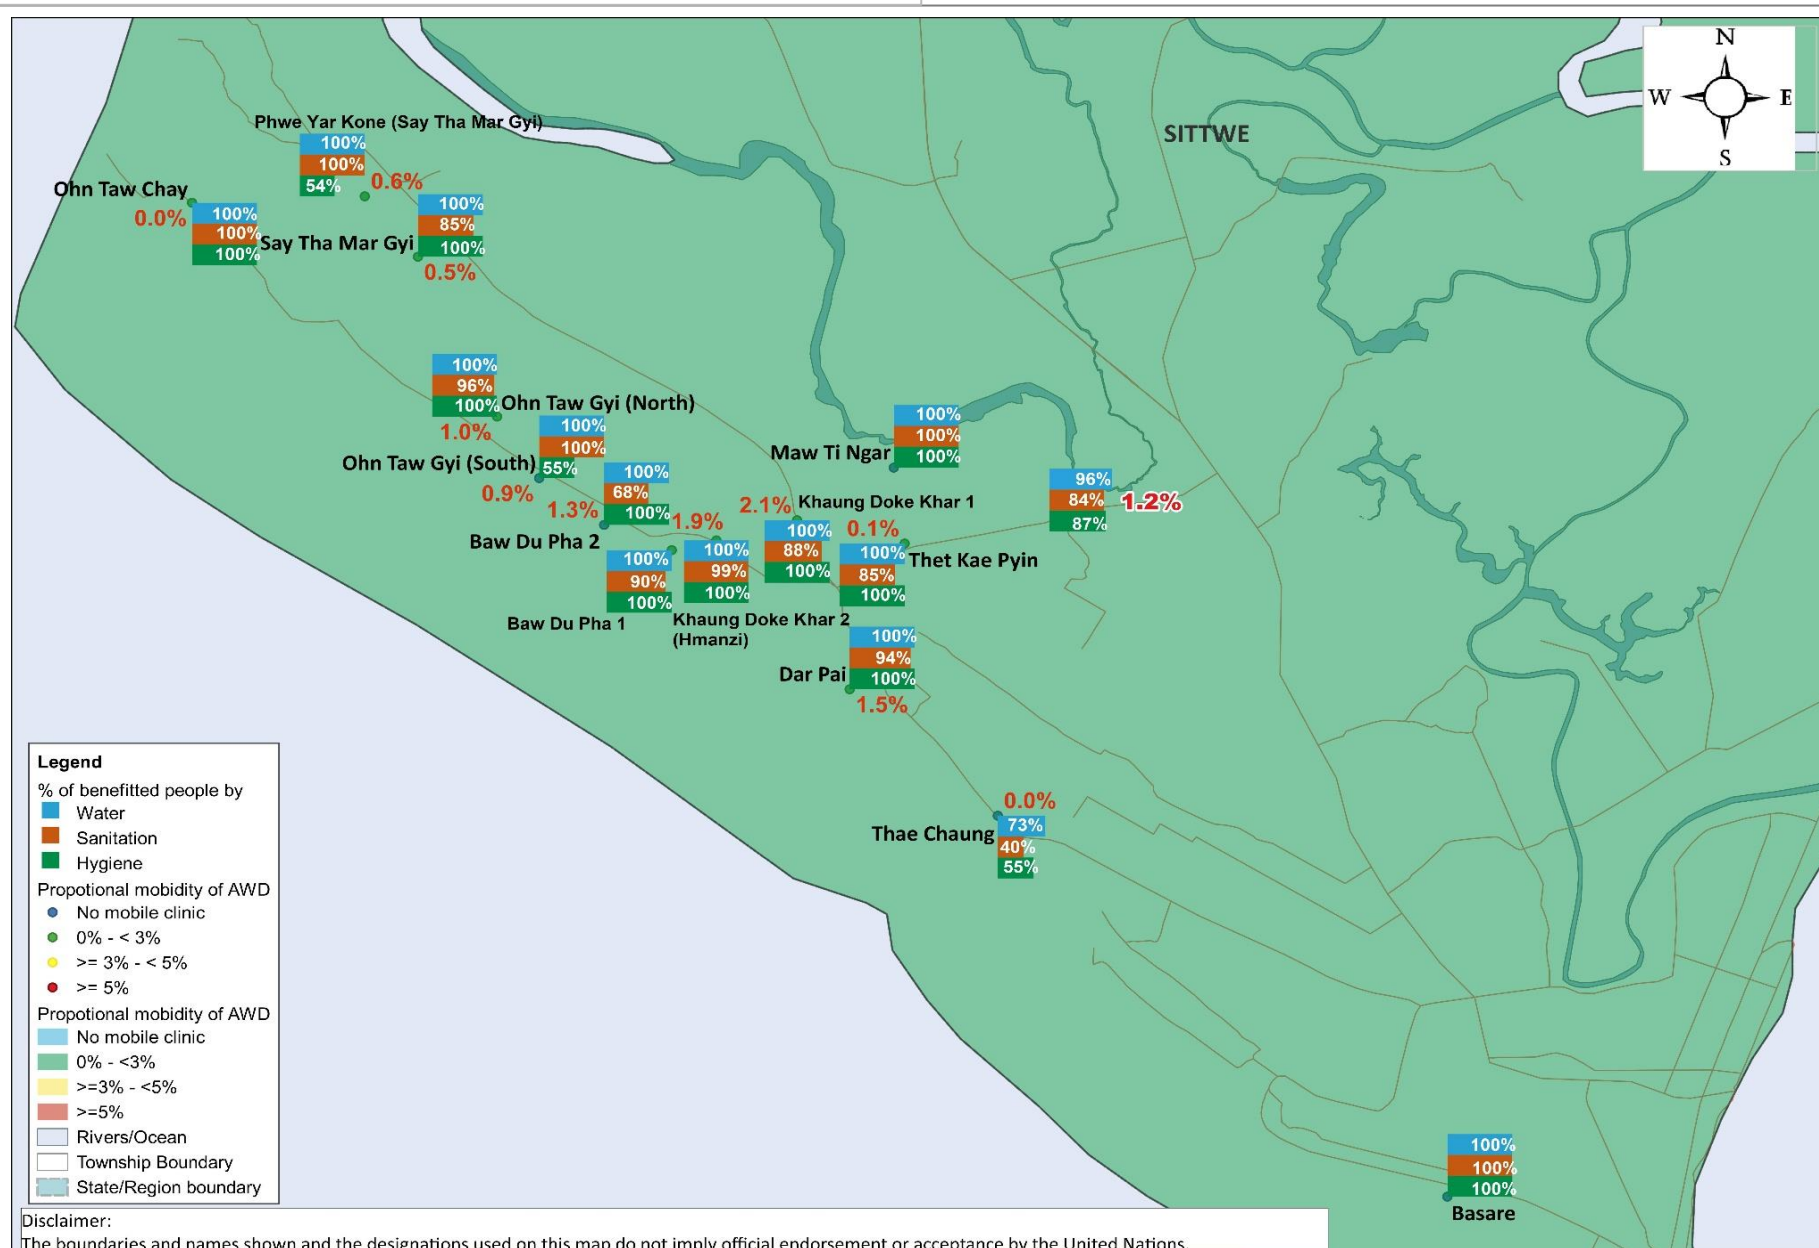 N
W E
S
SITTWE
Phwe Yar Kone (Say Tha Mar Gyi)
100%
100%
54%
0.6%
Ohn Taw Chay
0.0%
100%
100%
100%
Say Tha Mar Gyi
100%
85%
100%
0.5%
100%
96%
100%
Ohn Taw Gyi (North)
1.0%
100%
100%
55%
Ohn Taw Gyi (South)
0.9%
100%
68%
100%
1.3%
Baw Du Pha 2
Maw Ti Ngar
100%
100%
100%
96%
84%
87%
1.2%
1.9%
100%
90%
100%
Baw Du Pha 1
100%
99%
100%
Khaung Doke Khar 2
(Hmanzi)
2.1%
Khaung Doke Khar 1
100%
88%
100%
0.1%
100%
85%
100%
Thet Kae Pyin
100%
94%
100%
Dar Pai
1.5%
0.0%
Thae Chaung
73%
40%
55%
100%
100%
100%
Basare
Legend
% of benefitted people by
Water
Sanitation
Hygiene
Propotional mobidity of AWD
No mobile clinic
0% - < 3%
>= 3% - < 5%
>= 5%
Propotional mobidity of AWD
No mobile clinic
0% - <3%
>=3% - <5%
>=5%
Rivers/Ocean
Township Boundary
State/Region boundary
Disclaimer:
The boundaries and names shown and the designations used on this map do not imply official endorsement or acceptance by the United Nations.